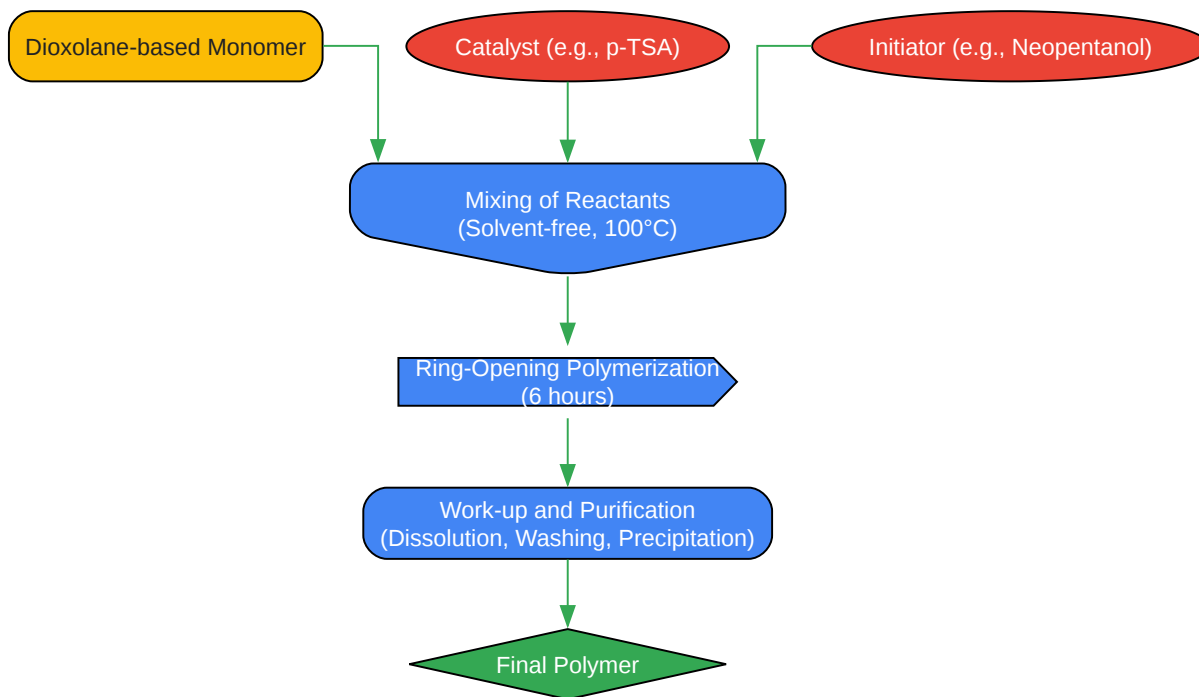 Dioxolane-based Monomer
Catalyst (e.g., p-TSA)
Initiator (e.g., Neopentanol)
Mixing of Reactants
(Solvent-free, 100°C)
Ring-Opening Polymerization
(6 hours)
Work-up and Purification
(Dissolution, Washing, Precipitation)
Final Polymer